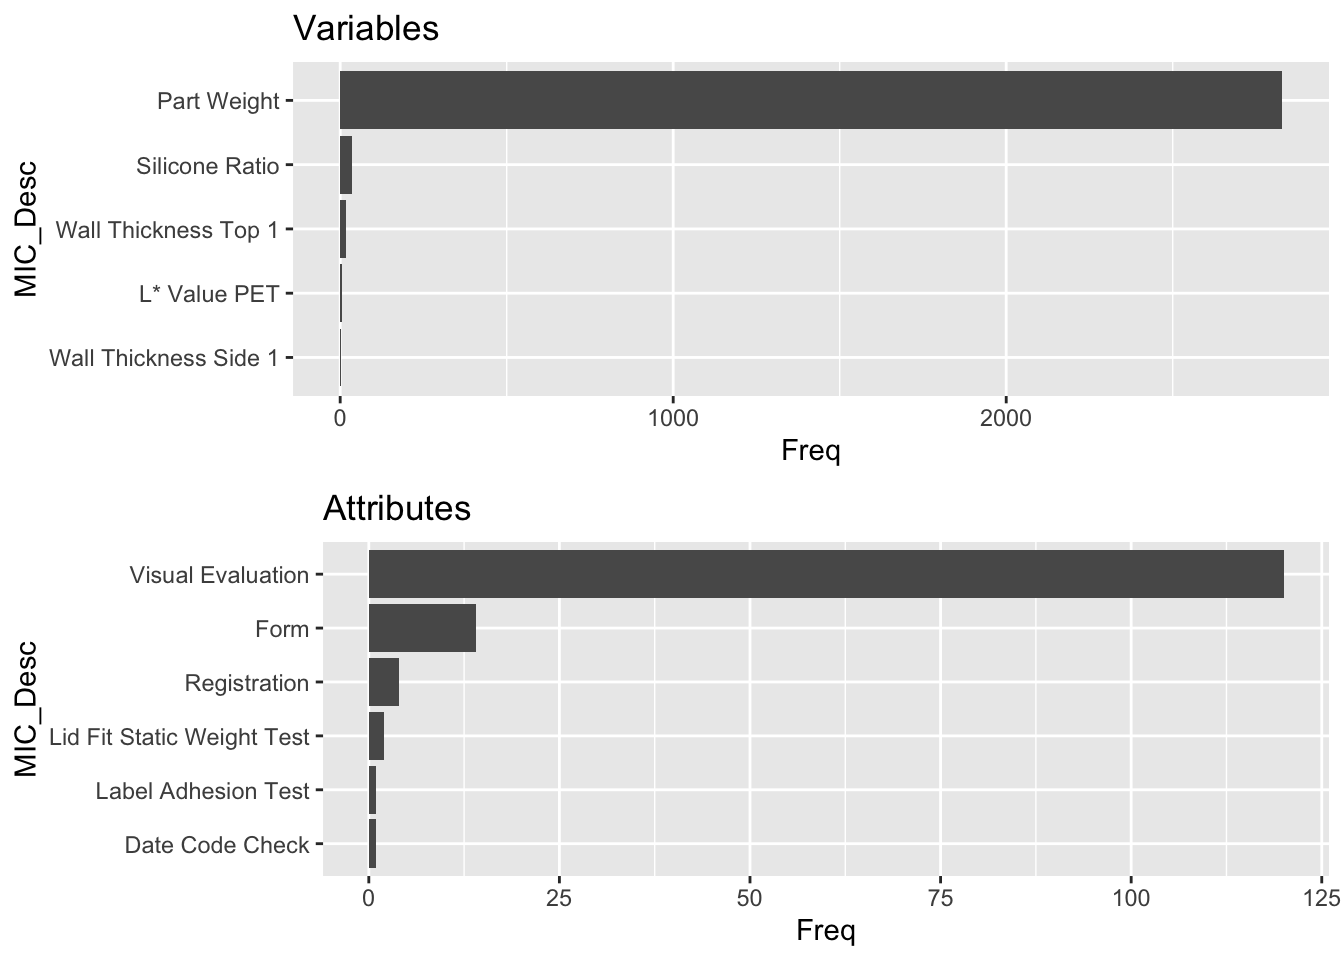 Variables
MIC_Desc
Part Weight
Silicone Ratio
Wall Thickness Top 1
L* Value PET
Wall Thickness Side 1
0 1000 2000
Freq
Attributes
MIC_Desc
Visual Evaluation
Form
Registration
Lid Fit Static Weight Test
Label Adhesion Test
Date Code Check
0 25 50 75 100 125
Freq